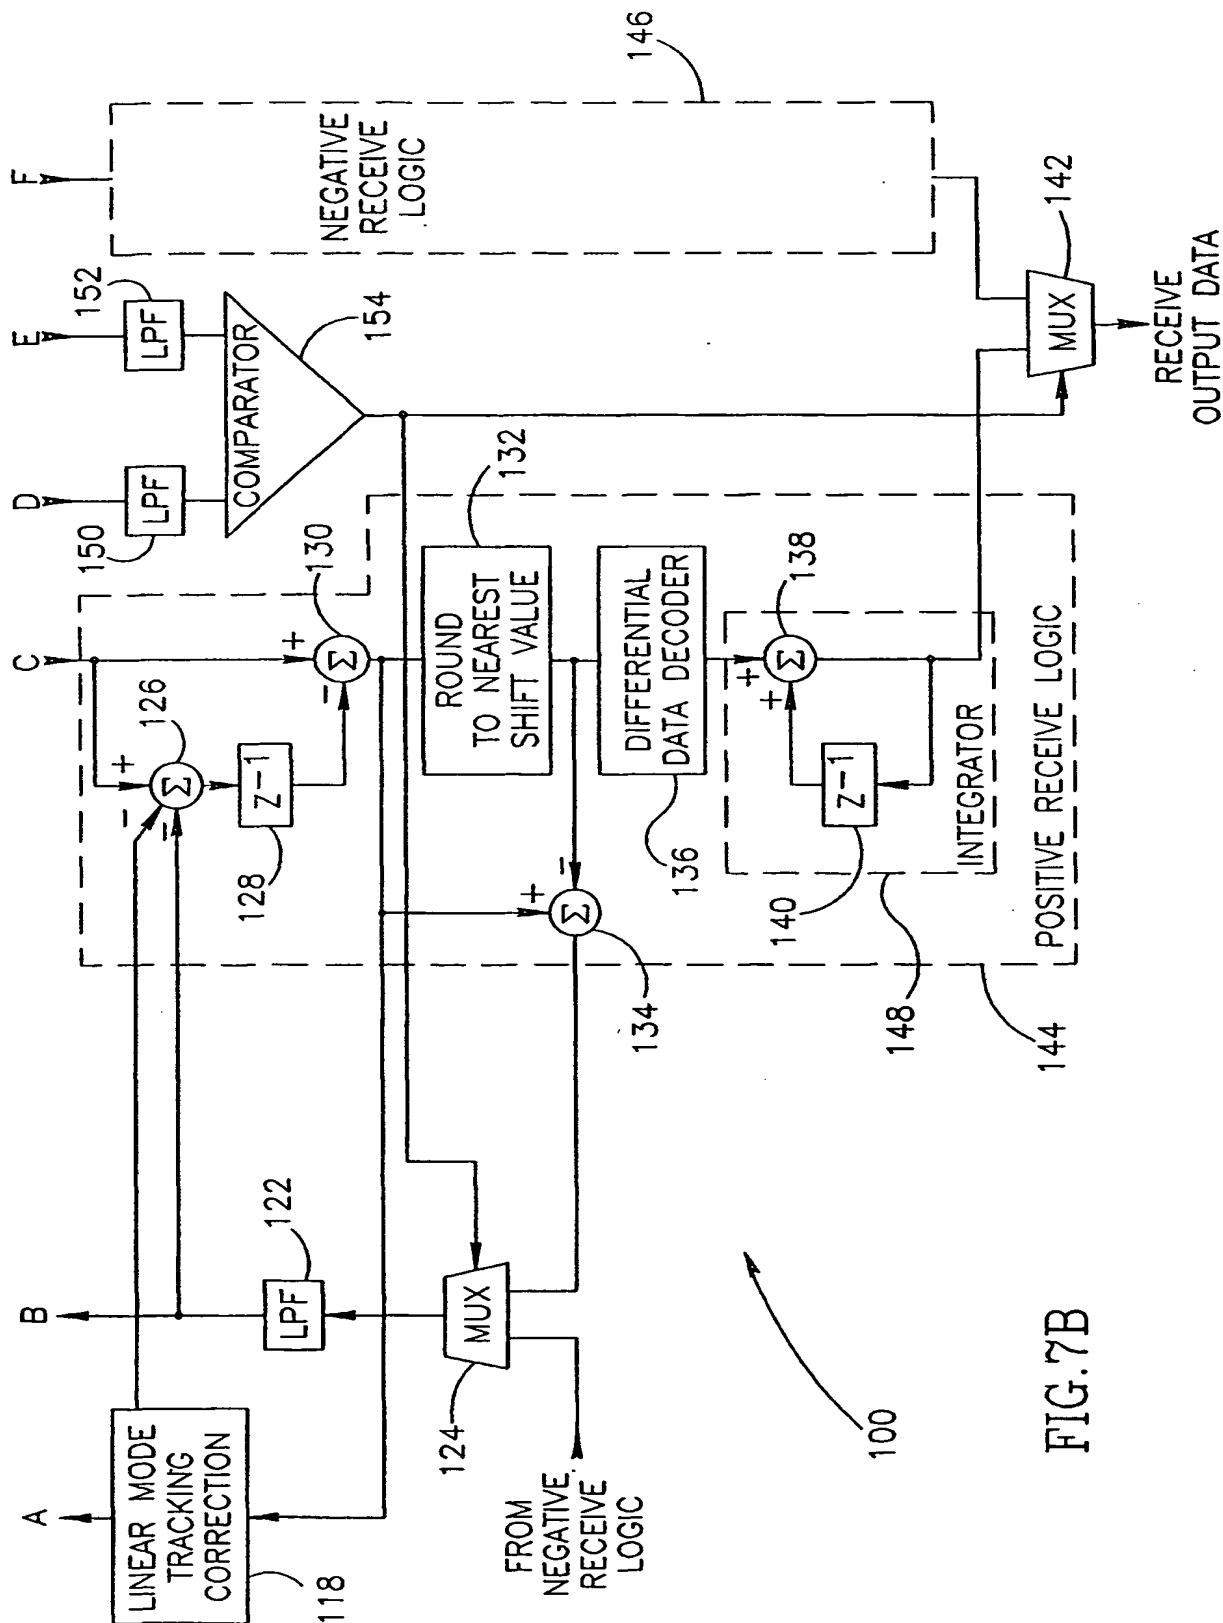 A
B
C
D
E
F
LINEAR MODE
TRACKING
CORRECTION
118
LPF
122
MUX
124
FROM
NEGATIVE
RECEIVE
LOGIC
126
Σ
+
−
−
Z−1
128
+
−
Σ
130
ROUND
TO NEAREST
SHIFT VALUE
132
+
−
Σ
134
DIFFERENTIAL
DATA DECODER
136
+
+
Σ
138
Z−1
140
INTEGRATOR
148
POSITIVE RECEIVE LOGIC
144
LPF
150
LPF
152
COMPARATOR
154
NEGATIVE
RECEIVE
LOGIC
146
MUX
142
RECEIVE
OUTPUT DATA
100
FIG.7B